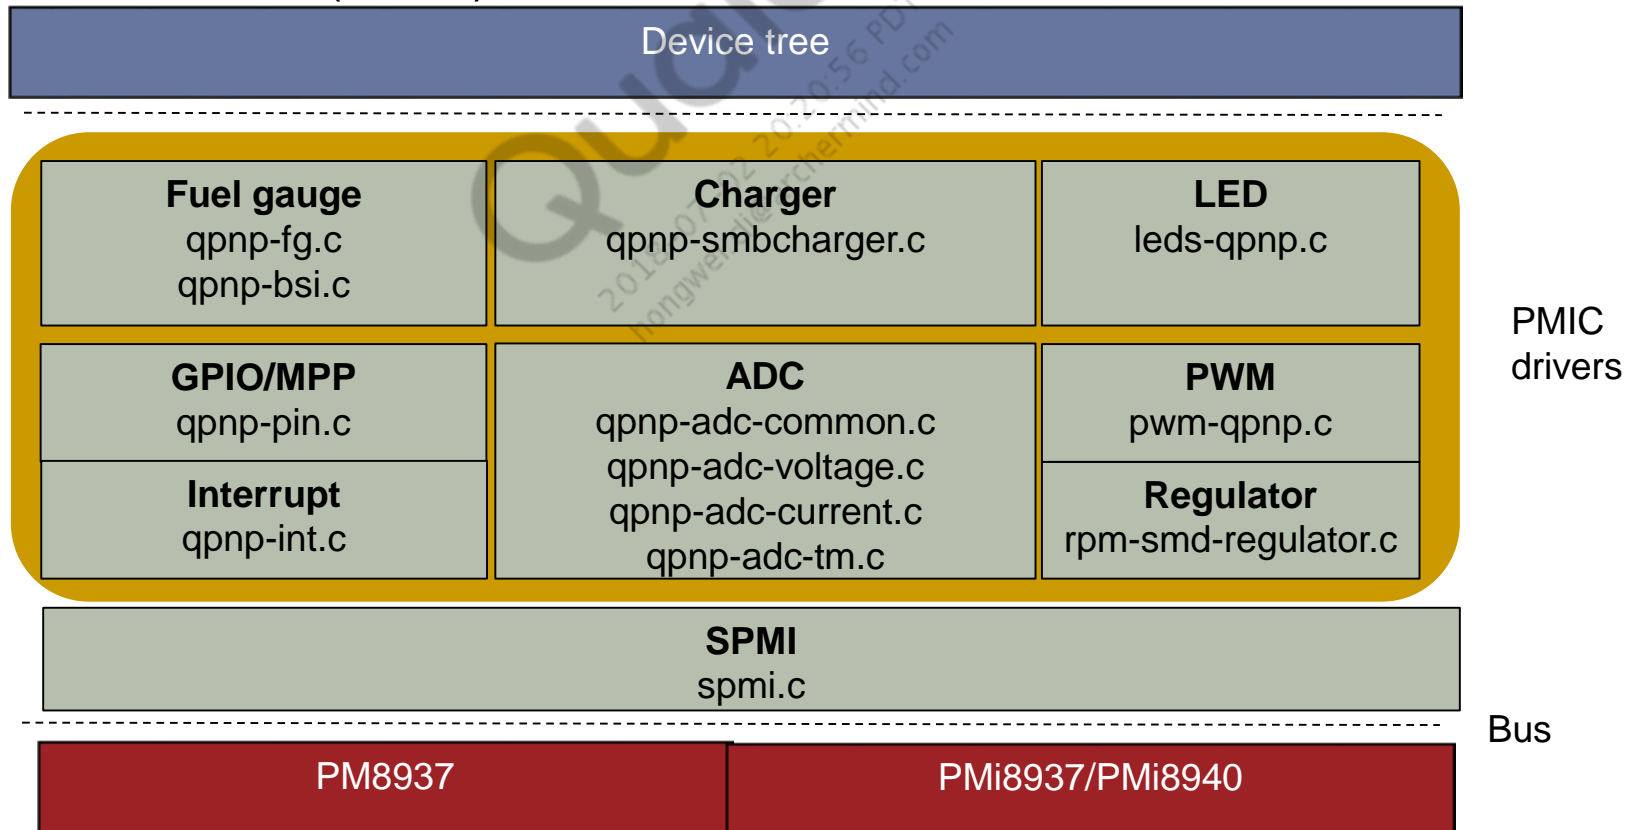 Device tree
Fuel gauge
qpnp-fg.c
qpnp-bsi.c
Charger
qpnp-smbcharger.c
LED
leds-qpnp.c
GPIO/MPP
qpnp-pin.c
Interrupt
qpnp-int.c
ADC
qpnp-adc-common.c
qpnp-adc-voltage.c
qpnp-adc-current.c
qpnp-adc-tm.c
PWM
pwm-qpnp.c
Regulator
rpm-smd-regulator.c
PMIC
drivers
SPMI
spmi.c
Bus
PM8937
PMi8937/PMi8940